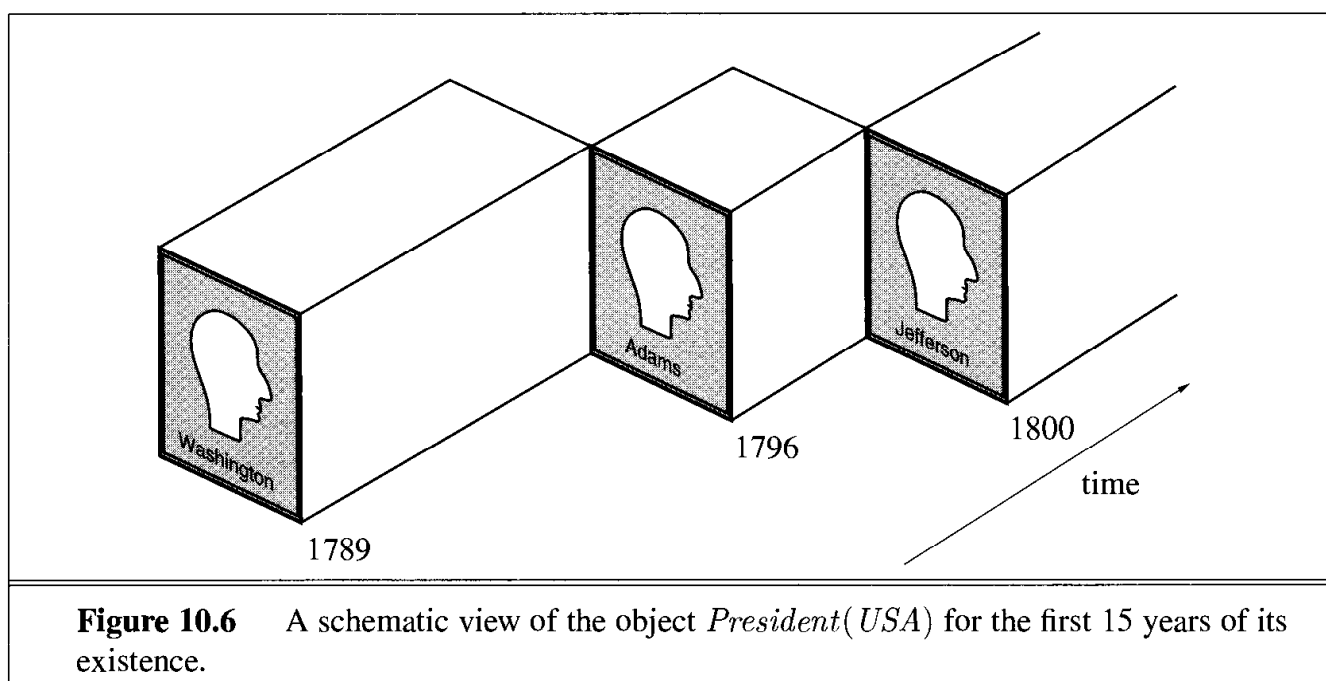 Washington
Adams
Jefferson
1789
1796
1800
time
Figure 10.6 A schematic view of the object President(USA) for the first 15 years of its
existence.